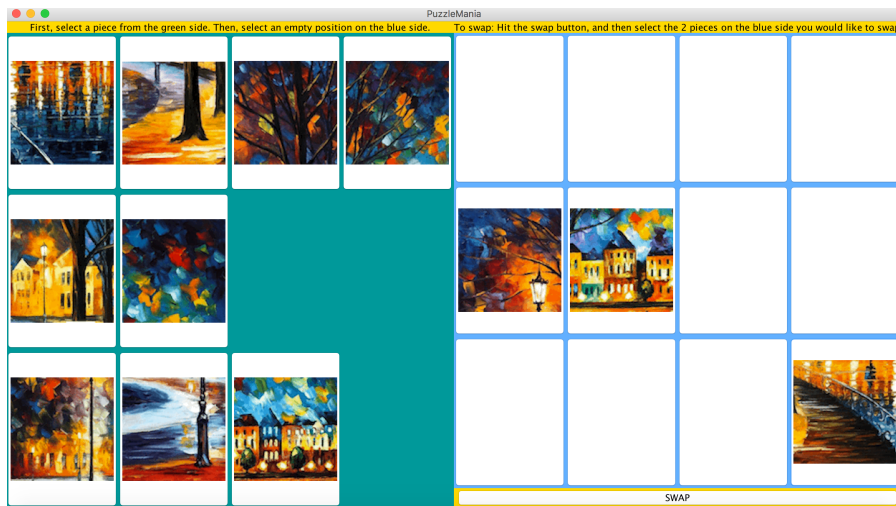 PuzzleMania
First, select a piece from the green side. Then, select an empty position on the blue side.
To swap: Hit the swap button, and then select the 2 pieces on the blue side you would like to swap
SWAP